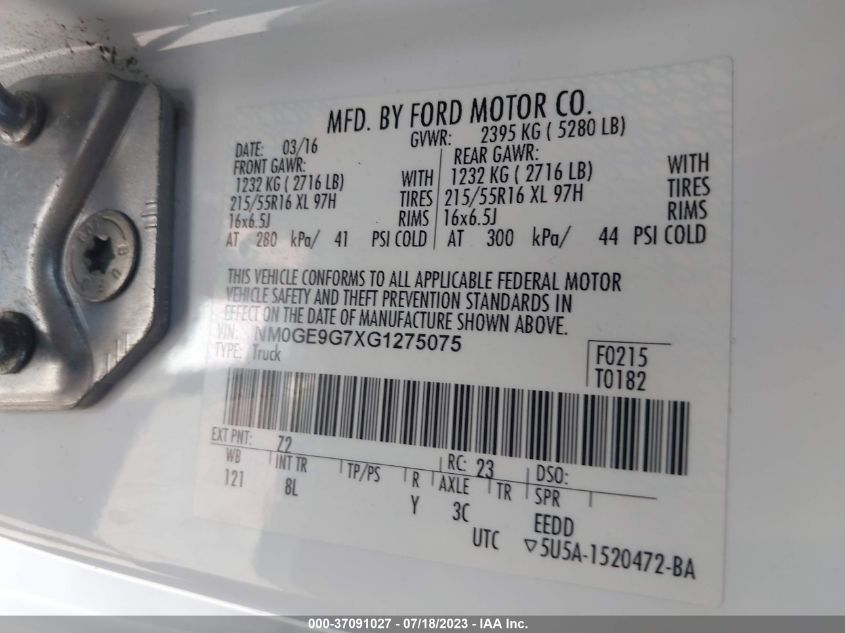 MFD. BY FORD MOTOR CO.
DATE: 03/16 GVWR: 2395 KG ( 5280 LB)
FRONT GAWR: REAR GAWR:
1232 KG ( 2716 LB) WITH 1232 KG ( 2716 LB) WITH
215/55R16 XL 97H TIRES 215/55R16 XL 97H TIRES
16x6.5J RIMS 16x6.5J RIMS
AT 280 kPa/ 41 PSI COLD AT 300 kPa/ 44 PSI COLD
THIS VEHICLE CONFORMS TO ALL APPLICABLE FEDERAL MOTOR
VEHICLE SAFETY AND THEFT PREVENTION STANDARDS IN
EFFECT ON THE DATE OF MANUFACTURE SHOWN ABOVE.
VIN: NM0GE9G7XG1275075
TYPE: Truck
F0215
T0182
EXT PNT: Z2 RC: 23 DSO:
WB INT TR TP/PS R AXLE TR SPR
121 8L Y 3C EEDD
UTC ▽5U5A-1520472-BA
000-37091027 / 07/18/2023 - IAA Inc.